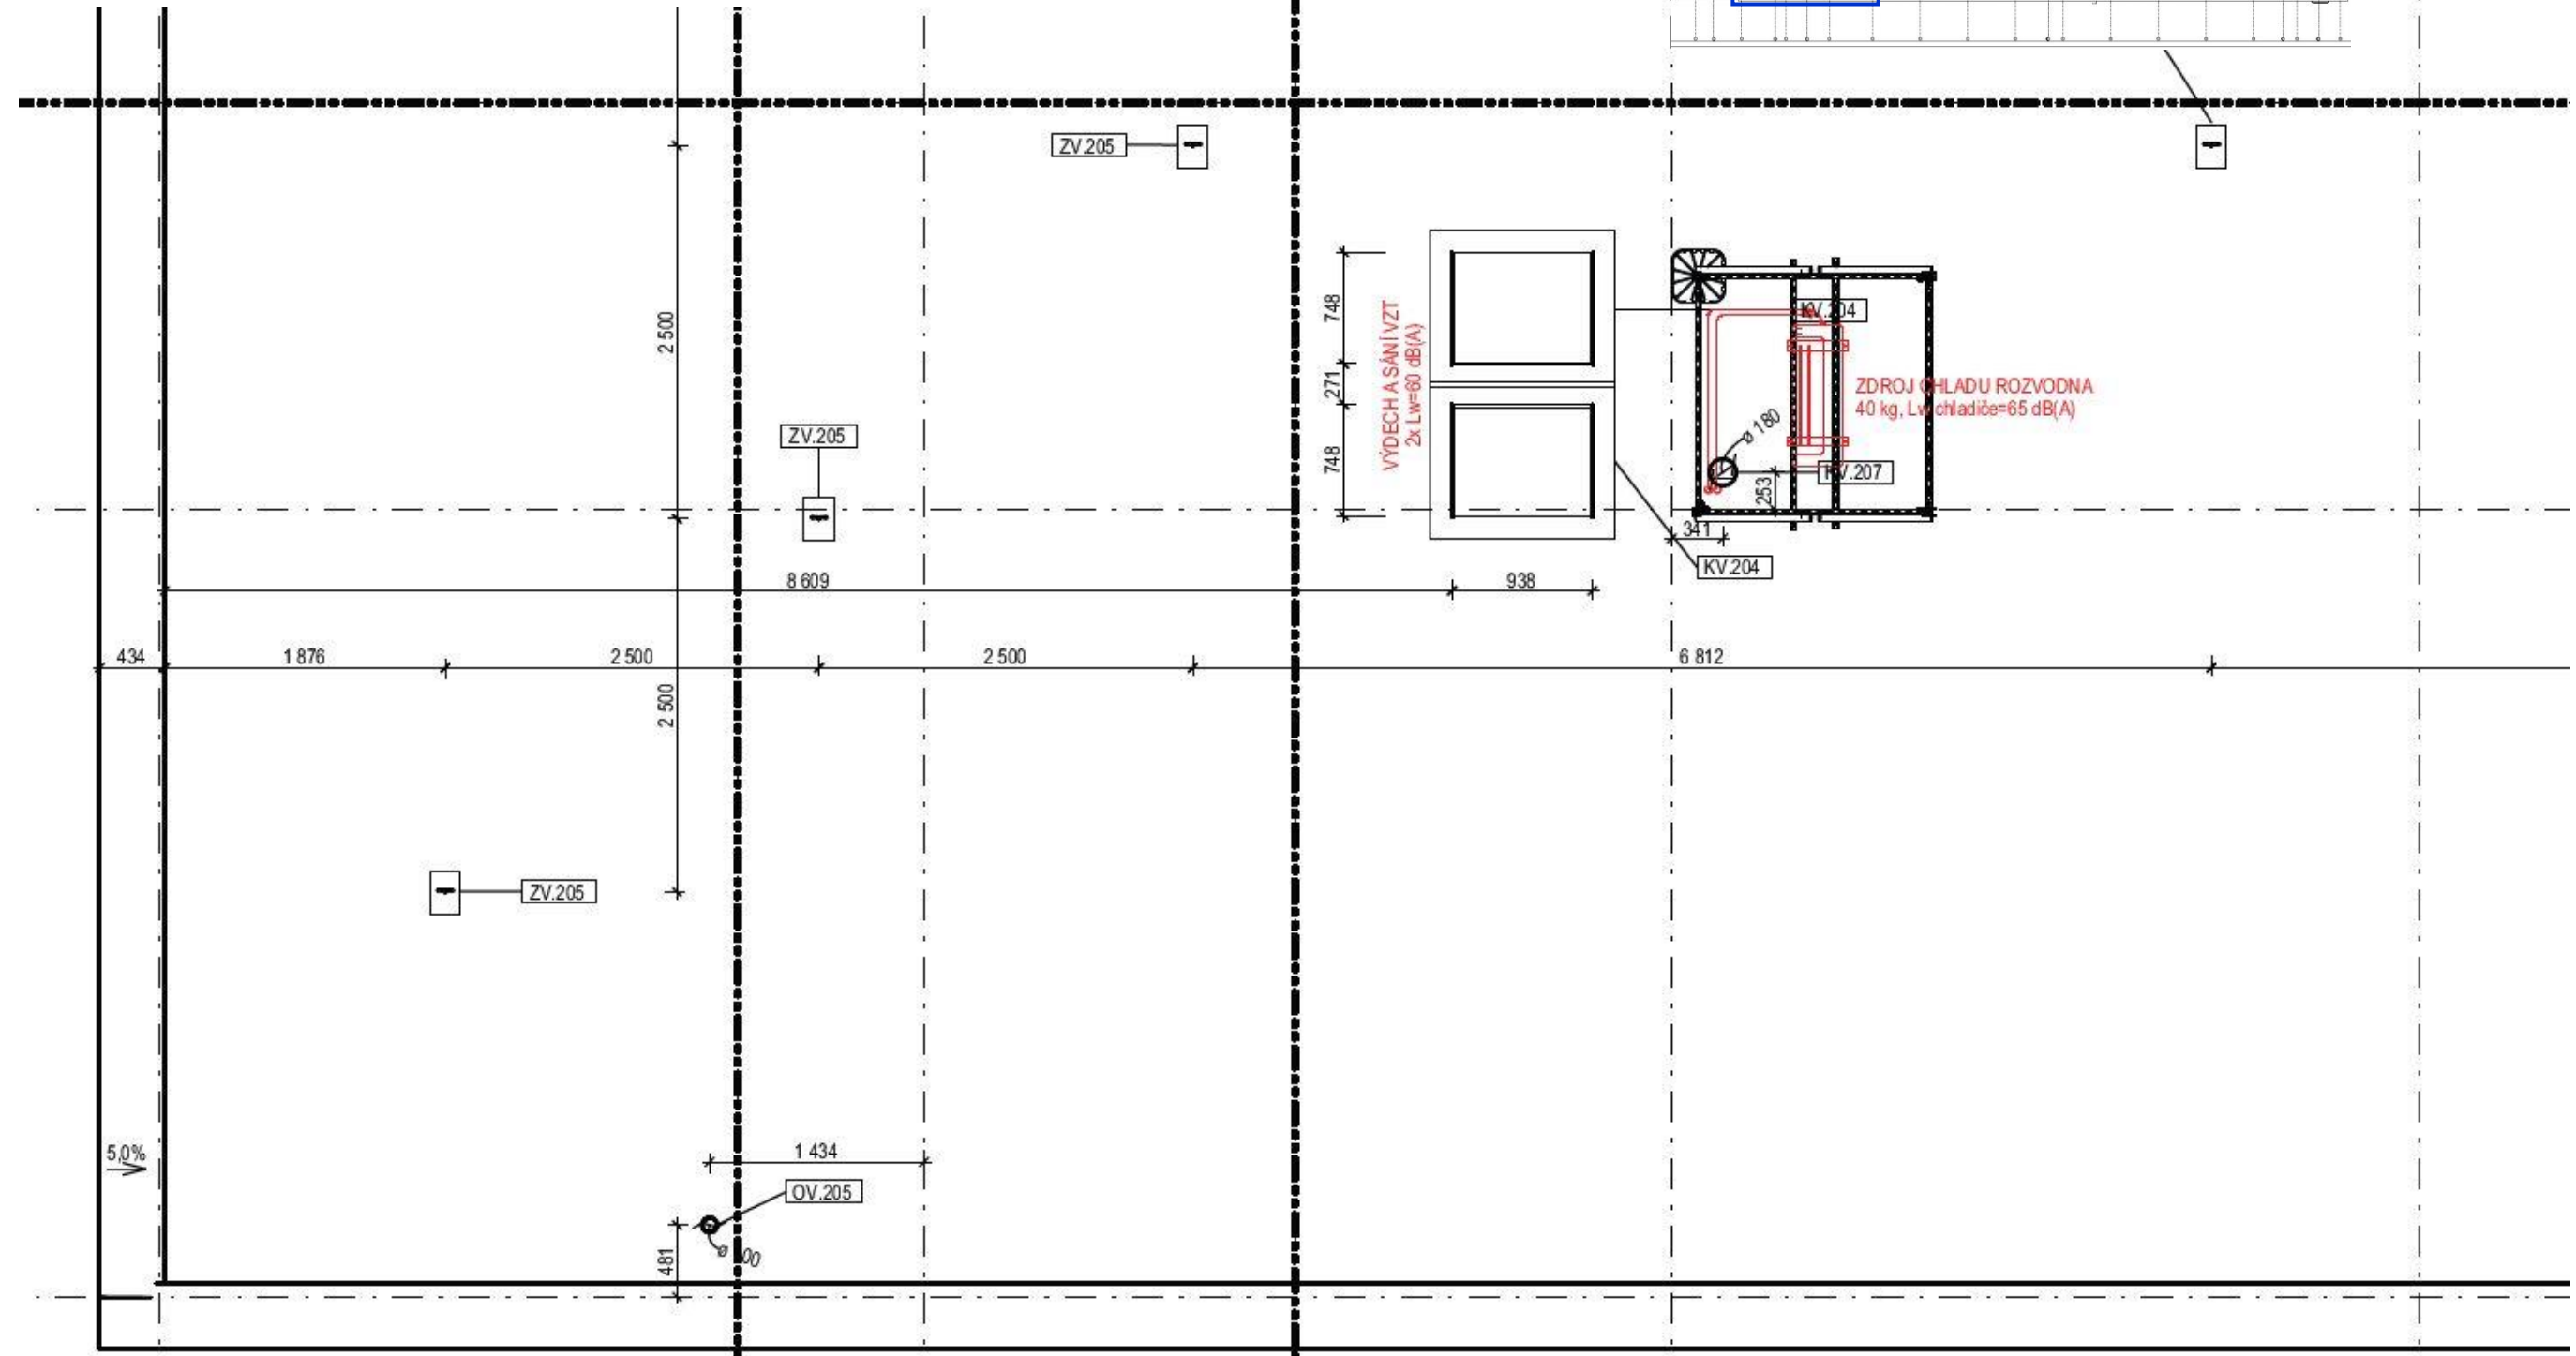 ZV.205
2 500
748
271
748
VÝDECH A SÁNÍ VZT
2x Lw=60 dB(A)
KV.204
ZDROJ CHLADU ROZVODNA
40 kg, Lw chladiče=65 dB(A)
ø 180
KV.207
253
341
KV.204
ZV.205
8 609
938
434
1 876
2 500
2 500
6 812
2 500
ZV.205
5,0%
1 434
OV.205
481